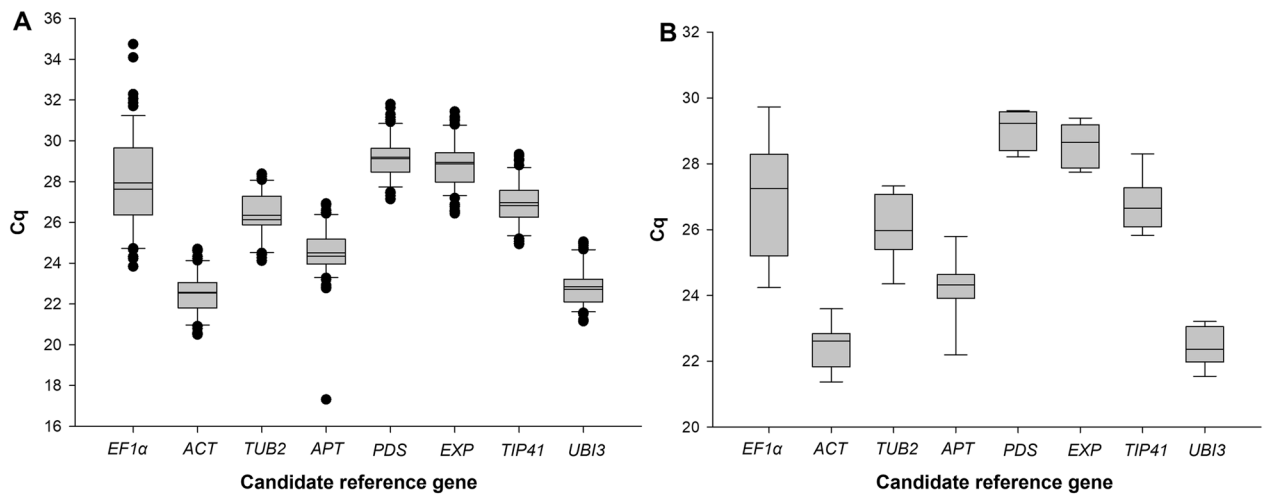 A
36
34
32
30
28
26
24
22
20
18
16
Cq
EF1α ACT TUB2 APT PDS EXP TIP41 UBI3
Candidate reference gene
B
32
30
28
26
24
22
20
Cq
EF1α ACT TUB2 APT PDS EXP TIP41 UBI3
Candidate reference gene